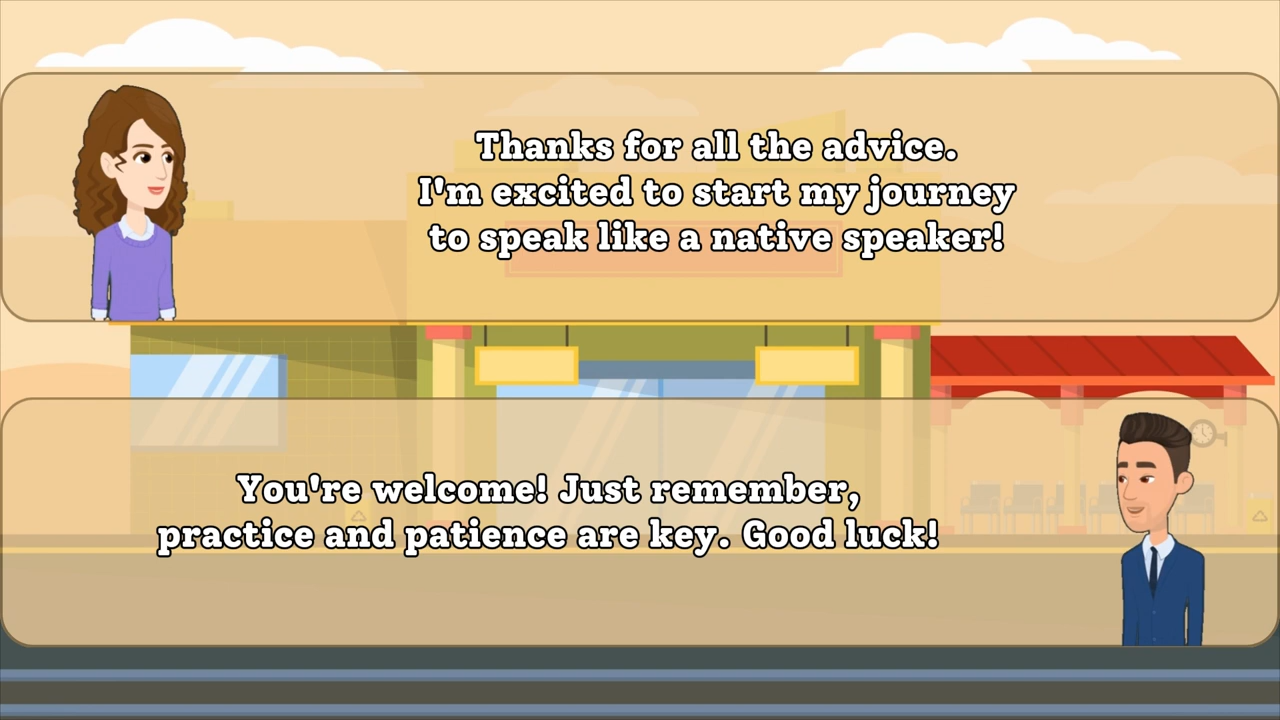 Thanks for all the advice.
I'm excited to start my journey
to speak like a native speaker!
You're welcome! Just remember,
practice and patience are key. Good luck!